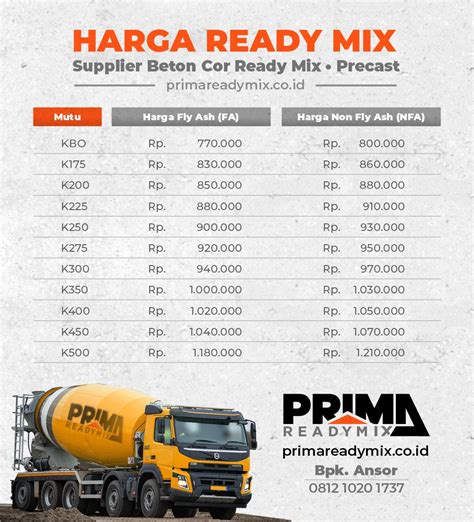 HARGA READY MIX
Supplier Beton Cor Ready Mix • Precast
primareadymix.co.id
Mutu Harga Fly Ash (FA) Harga Non Fly Ash (NFA)
KBO Rp. 770.000 Rp. 800.000
K175 Rp. 830.000 Rp. 860.000
K200 Rp. 850.000 Rp. 880.000
K225 Rp. 880.000 Rp. 910.000
K250 Rp. 900.000 Rp. 930.000
K275 Rp. 920.000 Rp. 950.000
K300 Rp. 940.000 Rp. 970.000
K350 Rp. 1.000.000 Rp. 1.030.000
K400 Rp. 1.020.000 Rp. 1.050.000
K450 Rp. 1.040.000 Rp. 1.070.000
K500 Rp. 1.180.000 Rp. 1.210.000
PRIMA
READYMIX
PRIMA
READYMIX
primareadymix.co.id
Bpk. Ansor
0812 1020 1737